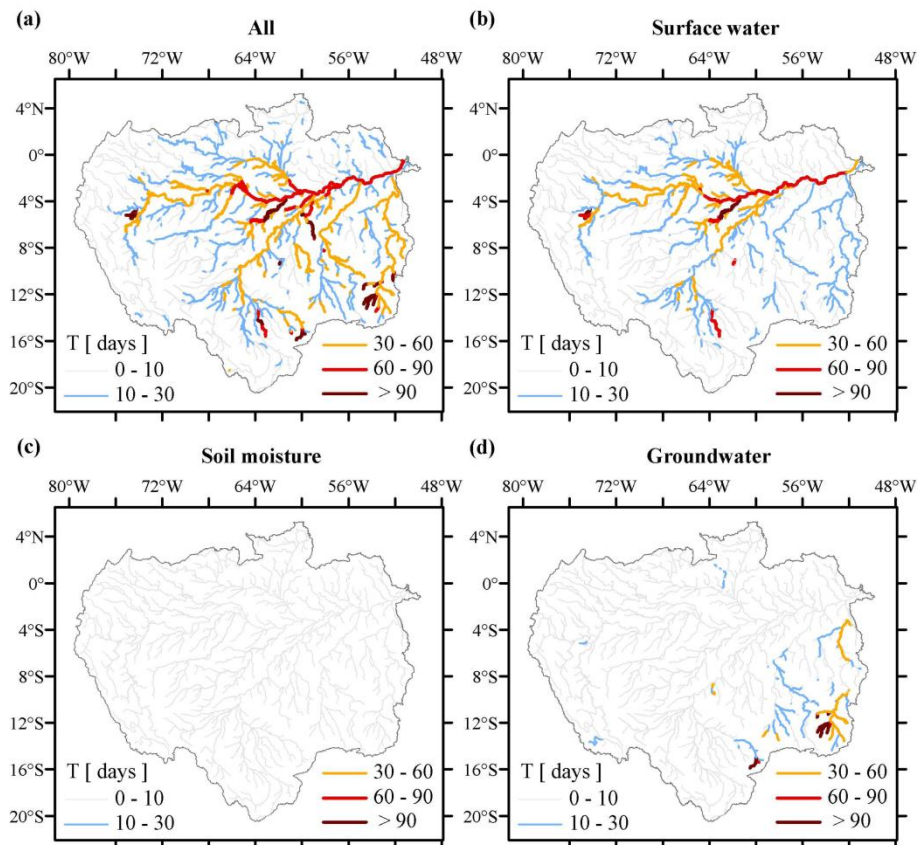 (a)
All
80°W 72°W 64°W 56°W 48°W
4°N
0°
4°S
8°S
12°S
16°S
20°S
T [ days ]
0 - 10
10 - 30
30 - 60
60 - 90
> 90
(b)
Surface water
80°W 72°W 64°W 56°W 48°W
4°N
0°
4°S
8°S
12°S
16°S
20°S
T [ days ]
0 - 10
10 - 30
30 - 60
60 - 90
> 90
(c)
Soil moisture
80°W 72°W 64°W 56°W 48°W
4°N
0°
4°S
8°S
12°S
16°S
20°S
T [ days ]
0 - 10
10 - 30
30 - 60
60 - 90
> 90
(d)
Groundwater
80°W 72°W 64°W 56°W 48°W
4°N
0°
4°S
8°S
12°S
16°S
20°S
T [ days ]
0 - 10
10 - 30
30 - 60
60 - 90
> 90